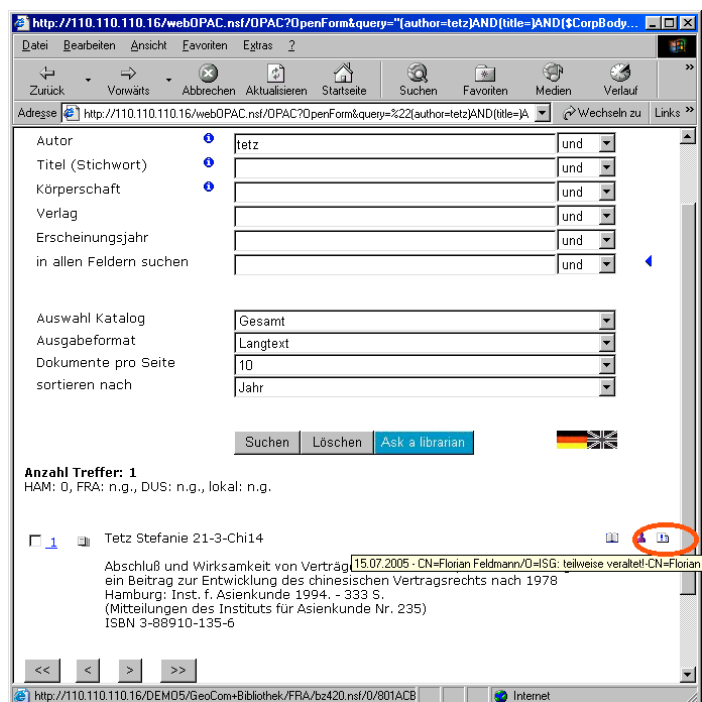 http://110.110.110.16/webOPAC.nsf/OPAC?OpenForm&query="(author=tetz)AND(title=)AND($CorpBody...
Datei Bearbeiten Ansicht Favoriten Extras ?
Zurück Vorwärts Abbrechen Aktualisieren Startseite Suchen Favoriten Medien Verlauf »
Adresse http://110.110.110.16/webOPAC.nsf/OPAC?OpenForm&query=%22(author=tetz)AND(title=)A Wechseln zu Links »
Autor tetz und
Titel (Stichwort) und
Körperschaft und
Verlag und
Erscheinungsjahr und
in allen Feldern suchen und
Auswahl Katalog Gesamt
Ausgabeformat Langtext
Dokumente pro Seite 10
sortieren nach Jahr
Suchen Löschen Ask a librarian
Anzahl Treffer: 1
HAM: 0, FRA: n.g., DUS: n.g., lokal: n.g.
1 Tetz Stefanie 21-3-Chi14
15.07.2005 - CN=Florian Feldmann/O=ISG: teilweise veraltet!-CN=Florian
Abschluß und Wirksamkeit von
ein Beitrag zur Entwicklung des chinesischen Vertragsrechts nach 1978
Hamburg: Inst. f. Asienkunde 1994. - 333 S.
(Mitteilungen des Instituts für Asienkunde Nr. 235)
ISBN 3-88910-135-6
<< < > >>
http://110.110.110.16/DEMO5/GeoCom+Bibliothek/FRA/bz420.nsf/0/801ACB Internet